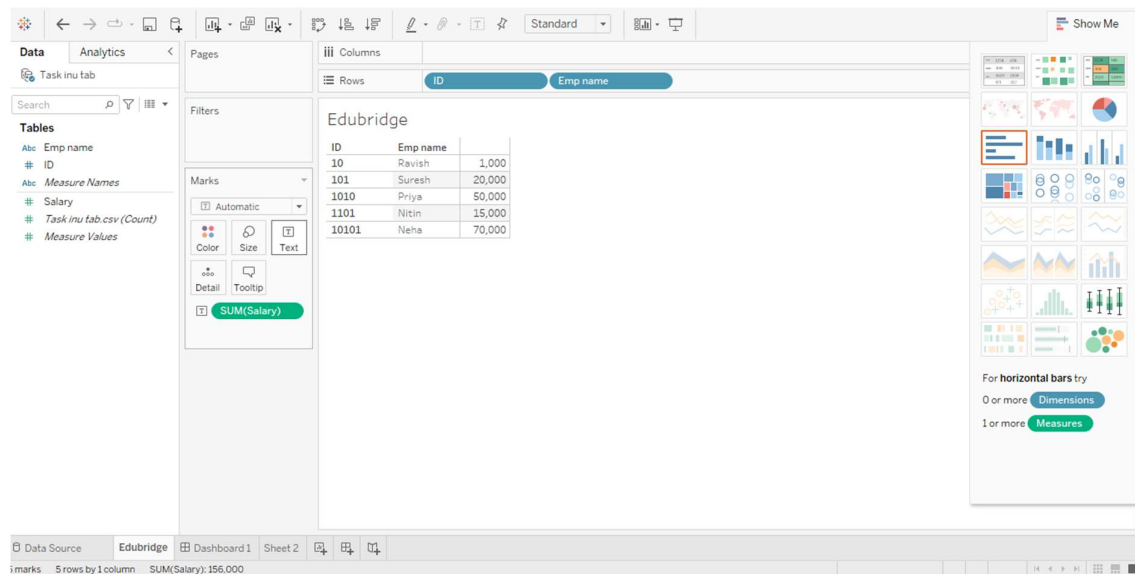 Standard
Show Me
Data
Analytics
Pages
iii Columns
Rows
ID
Emp name
Task inu tab
Search
Tables
Abc Emp name
# ID
Abc Measure Names
# Salary
# Task inu tab.csv (Count)
# Measure Values
Filters
Marks
Automatic
Color Size Text
Detail Tooltip
SUM(Salary)
Edubridge
ID Emp name
10 Ravish 1,000
101 Suresh 20,000
1010 Priya 50,000
1101 Nitin 15,000
10101 Neha 70,000
For horizontal bars try
0 or more Dimensions
1 or more Measures
Data Source Edubridge Dashboard 1 Sheet 2
marks 5 rows by 1 column SUM(Salary): 156,000